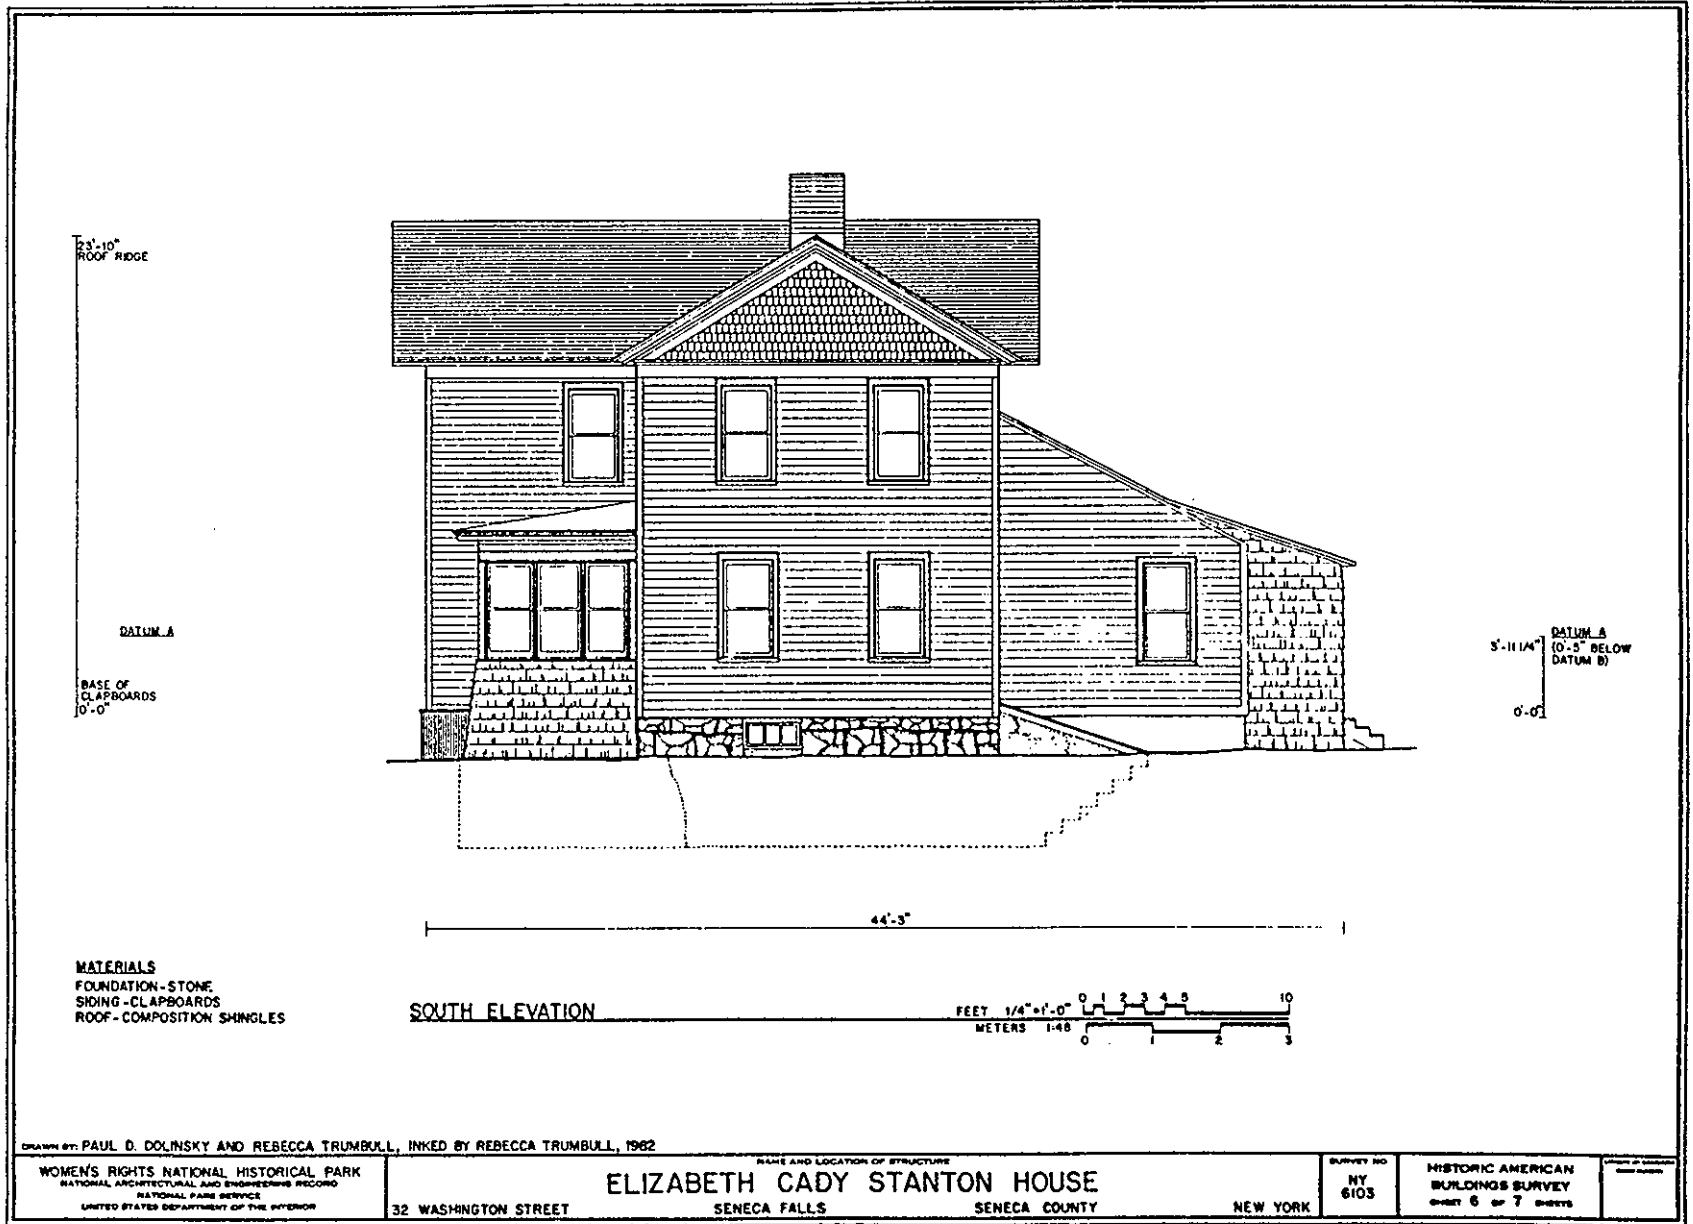 23'-10"
ROOF RIDGE
DATUM A
BASE OF
CLAPBOARDS
0'-0"
3'-11 1/4"
DATUM A
(0'-5" BELOW
DATUM B)
0'-0"
44'-3"
MATERIALS
FOUNDATION-STONE
SIDING-CLAPBOARDS
ROOF-COMPOSITION SHINGLES
SOUTH ELEVATION
FEET 1/4"=1'-0"
0 1 2 3 4 5 10
METERS 1:48
0 1 2 3
DRAWN BY: PAUL D. DOLINSKY AND REBECCA TRUMBULL, INKED BY REBECCA TRUMBULL, 1982
WOMEN'S RIGHTS NATIONAL HISTORICAL PARK
NATIONAL ARCHITECTURAL AND ENGINEERING RECORD
NATIONAL PARK SERVICE
UNITED STATES DEPARTMENT OF THE INTERIOR
NAME AND LOCATION OF STRUCTURE
ELIZABETH CADY STANTON HOUSE
32 WASHINGTON STREET SENECA FALLS SENECA COUNTY NEW YORK
SURVEY NO
NY
6103
HISTORIC AMERICAN
BUILDINGS SURVEY
SHEET 6 OF 7 SHEETS